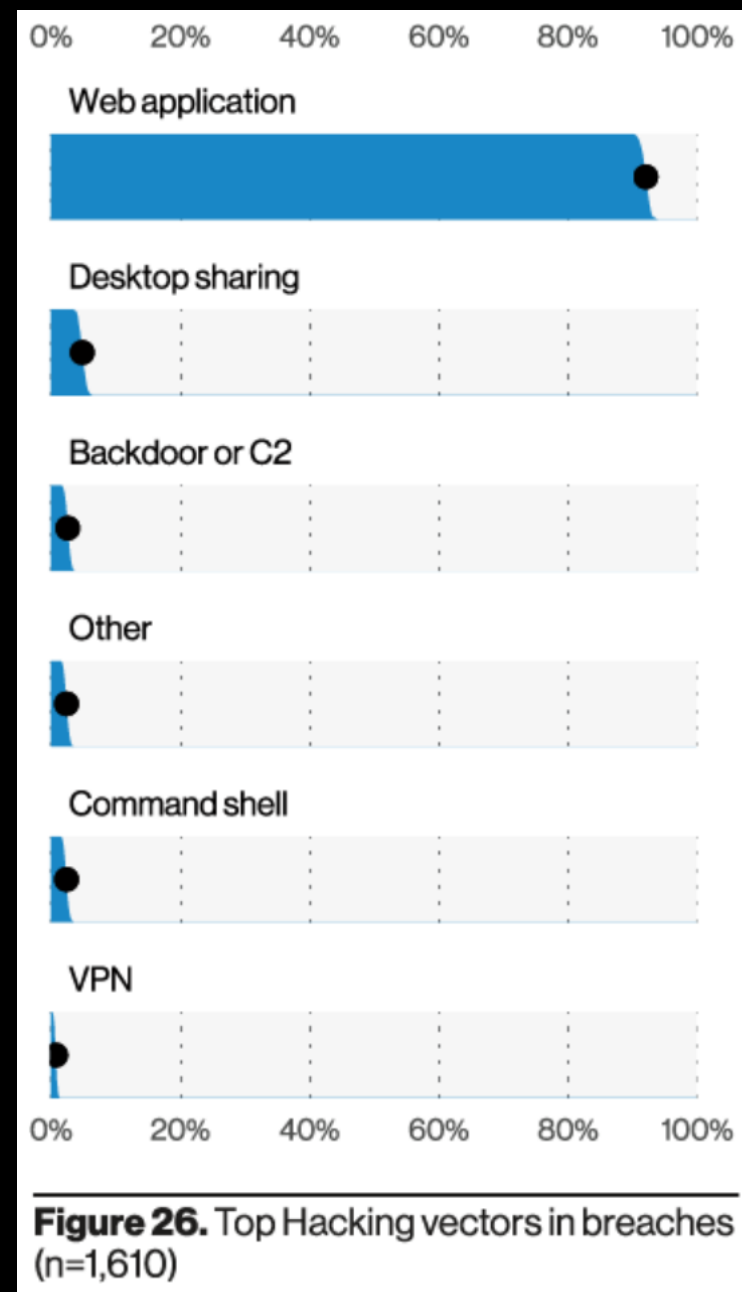 0% 20% 40% 60% 80% 100%
Web application
Desktop sharing
Backdoor or C2
Other
Command shell
VPN
0% 20% 40% 60% 80% 100%
Figure 26. Top Hacking vectors in breaches
(n=1,610)